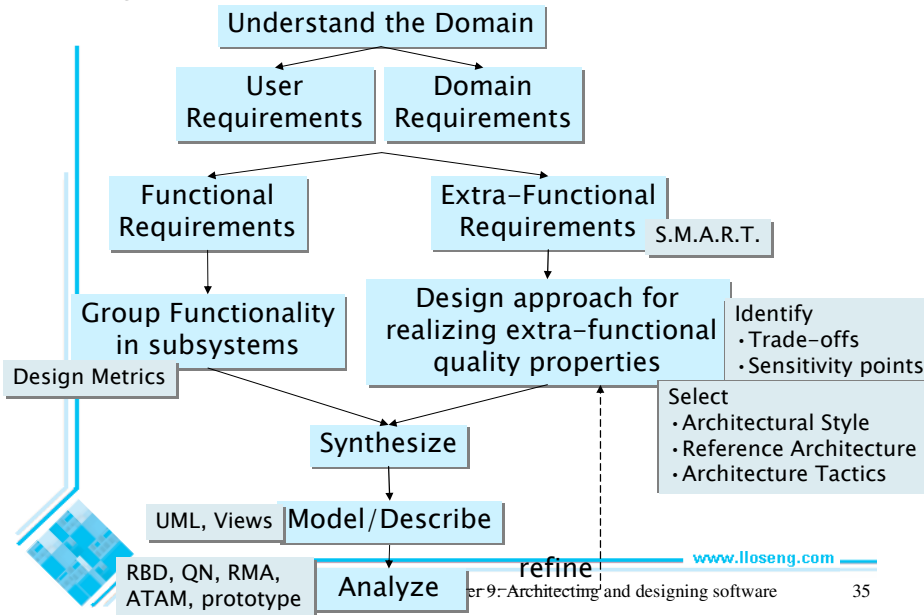 Understand the Domain
User
Requirements
Domain
Requirements
Functional
Requirements
Extra-Functional
Requirements
S.M.A.R.T.
Group Functionality
in subsystems
Design approach for
realizing extra-functional
quality properties
Identify
• Trade-offs
• Sensitivity points
Design Metrics
Select
• Architectural Style
• Reference Architecture
• Architecture Tactics
Synthesize
UML, Views
Model/Describe
www.lloseng.com
refine
RBD, QN, RMA,
ATAM, prototype
Analyze
er 9: Architecting and designing software
35